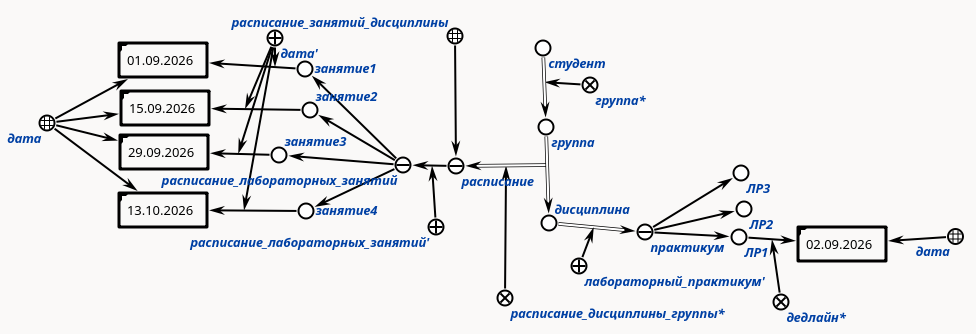 расписание_занятий_дисциплины
дата'
01.09.2026
занятие1
студент
группа*
15.09.2026
занятие2
дата
группа
29.09.2026
занятие3
расписание_лабораторных_занятий
расписание
ЛР3
13.10.2026
занятие4
дисциплина
ЛР2
расписание_лабораторных_занятий'
практикум
ЛР1
02.09.2026
дата
лабораторный_практикум'
расписание_дисциплины_группы*
дедлайн*